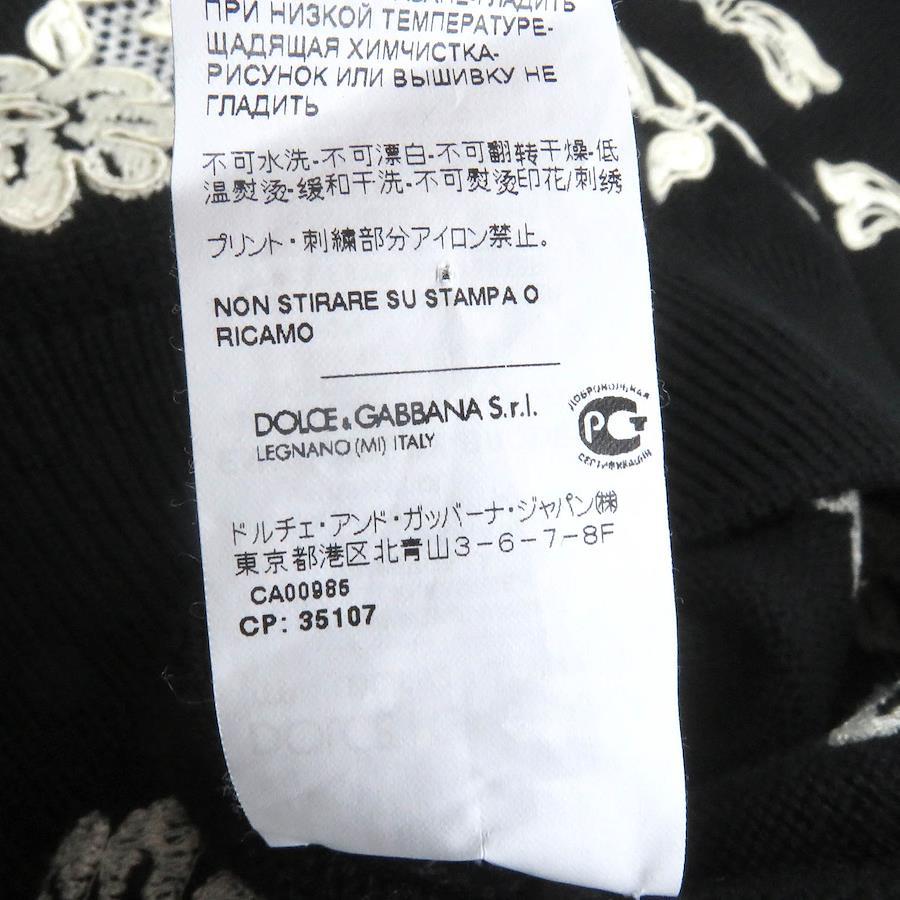 ГЛАДИТЬ
ПРИ НИЗКОЙ ТЕМПЕРАТУРЕ-
ЩАДЯЩАЯ ХИМЧИСТКА-
РИСУНОК ИЛИ ВЫШИВКУ НЕ
ГЛАДИТЬ
不可水洗-不可漂白-不可翻转干燥-低
温熨烫-缓和干洗-不可熨烫印花/刺绣
プリント・刺繍部分アイロン禁止。
NON STIRARE SU STAMPA O
RICAMO
DOLCE & GABBANA S.r.l.
LEGNANO (MI) ITALY
ДОБРОВОЛЬНАЯ
РСТ
СЕРТИФИКАЦИЯ
ドルチェ・アンド・ガッバーナ・ジャパン㈱
東京都港区北青山3-6-7-8F
CA00985
CP: 35107